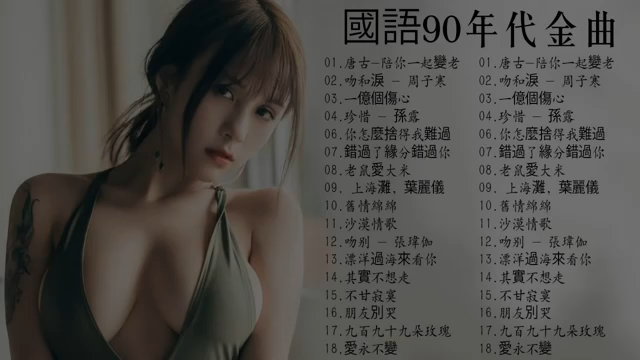 國語90年代金曲
01.唐古-陪你一起變老
02.吻和淚 - 周子寒
03.一億個傷心
04.珍惜 - 孫露
06.你怎麼捨得我難過
07.錯過了緣分錯過你
08.老鼠愛大米
09. 上海灘, 葉麗儀
10.舊情綿綿
11.沙漠情歌
12.吻別 - 張瑋伽
13.漂洋過海來看你
14.其實不想走
15.不甘寂寞
16.朋友別哭
17.九百九十九朵玫瑰
18.愛永不變
01.唐古-陪你一起變老
02.吻和淚 - 周子寒
03.一億個傷心
04.珍惜 - 孫露
06.你怎麼捨得我難過
07.錯過了緣分錯過你
08.老鼠愛大米
09. 上海灘, 葉麗儀
10.舊情綿綿
11.沙漠情歌
12.吻別 - 張瑋伽
13.漂洋過海來看你
14.其實不想走
15.不甘寂寞
16.朋友別哭
17.九百九十九朵玫瑰
18.愛永不變